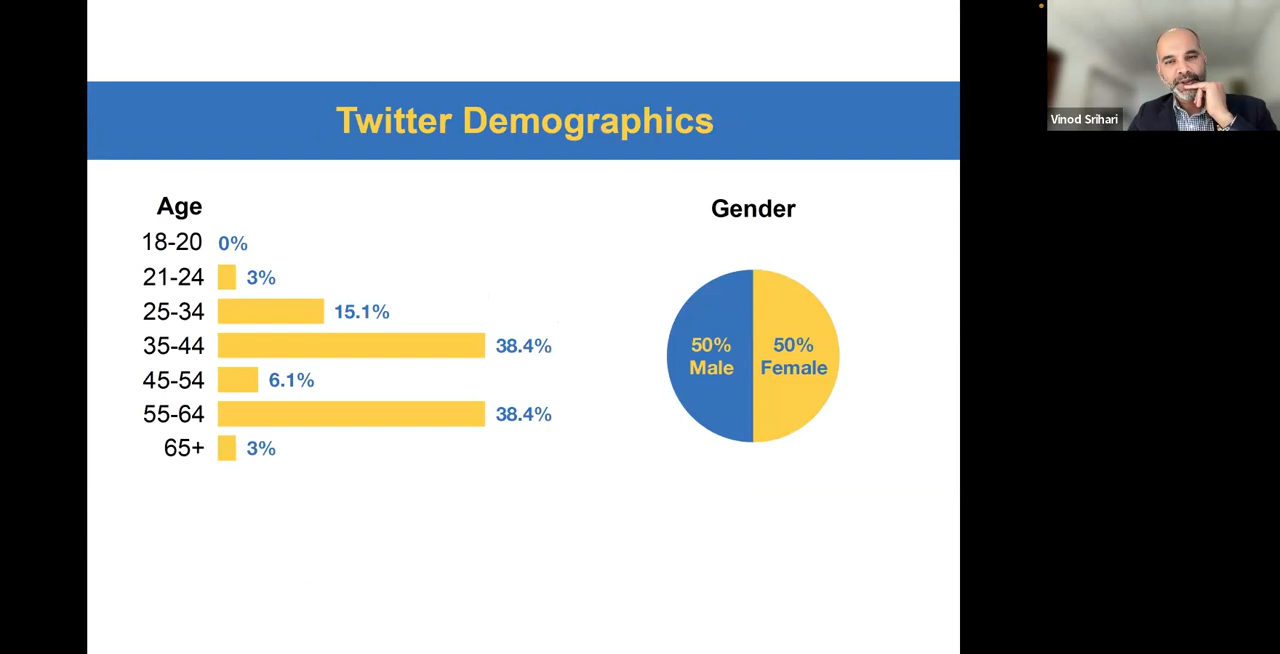 Twitter Demographics
Age
18-20 0%
21-24 3%
25-34 15.1%
35-44 38.4%
45-54 6.1%
55-64 38.4%
65+ 3%
Gender
50% Male
50% Female
Vinod Srihari